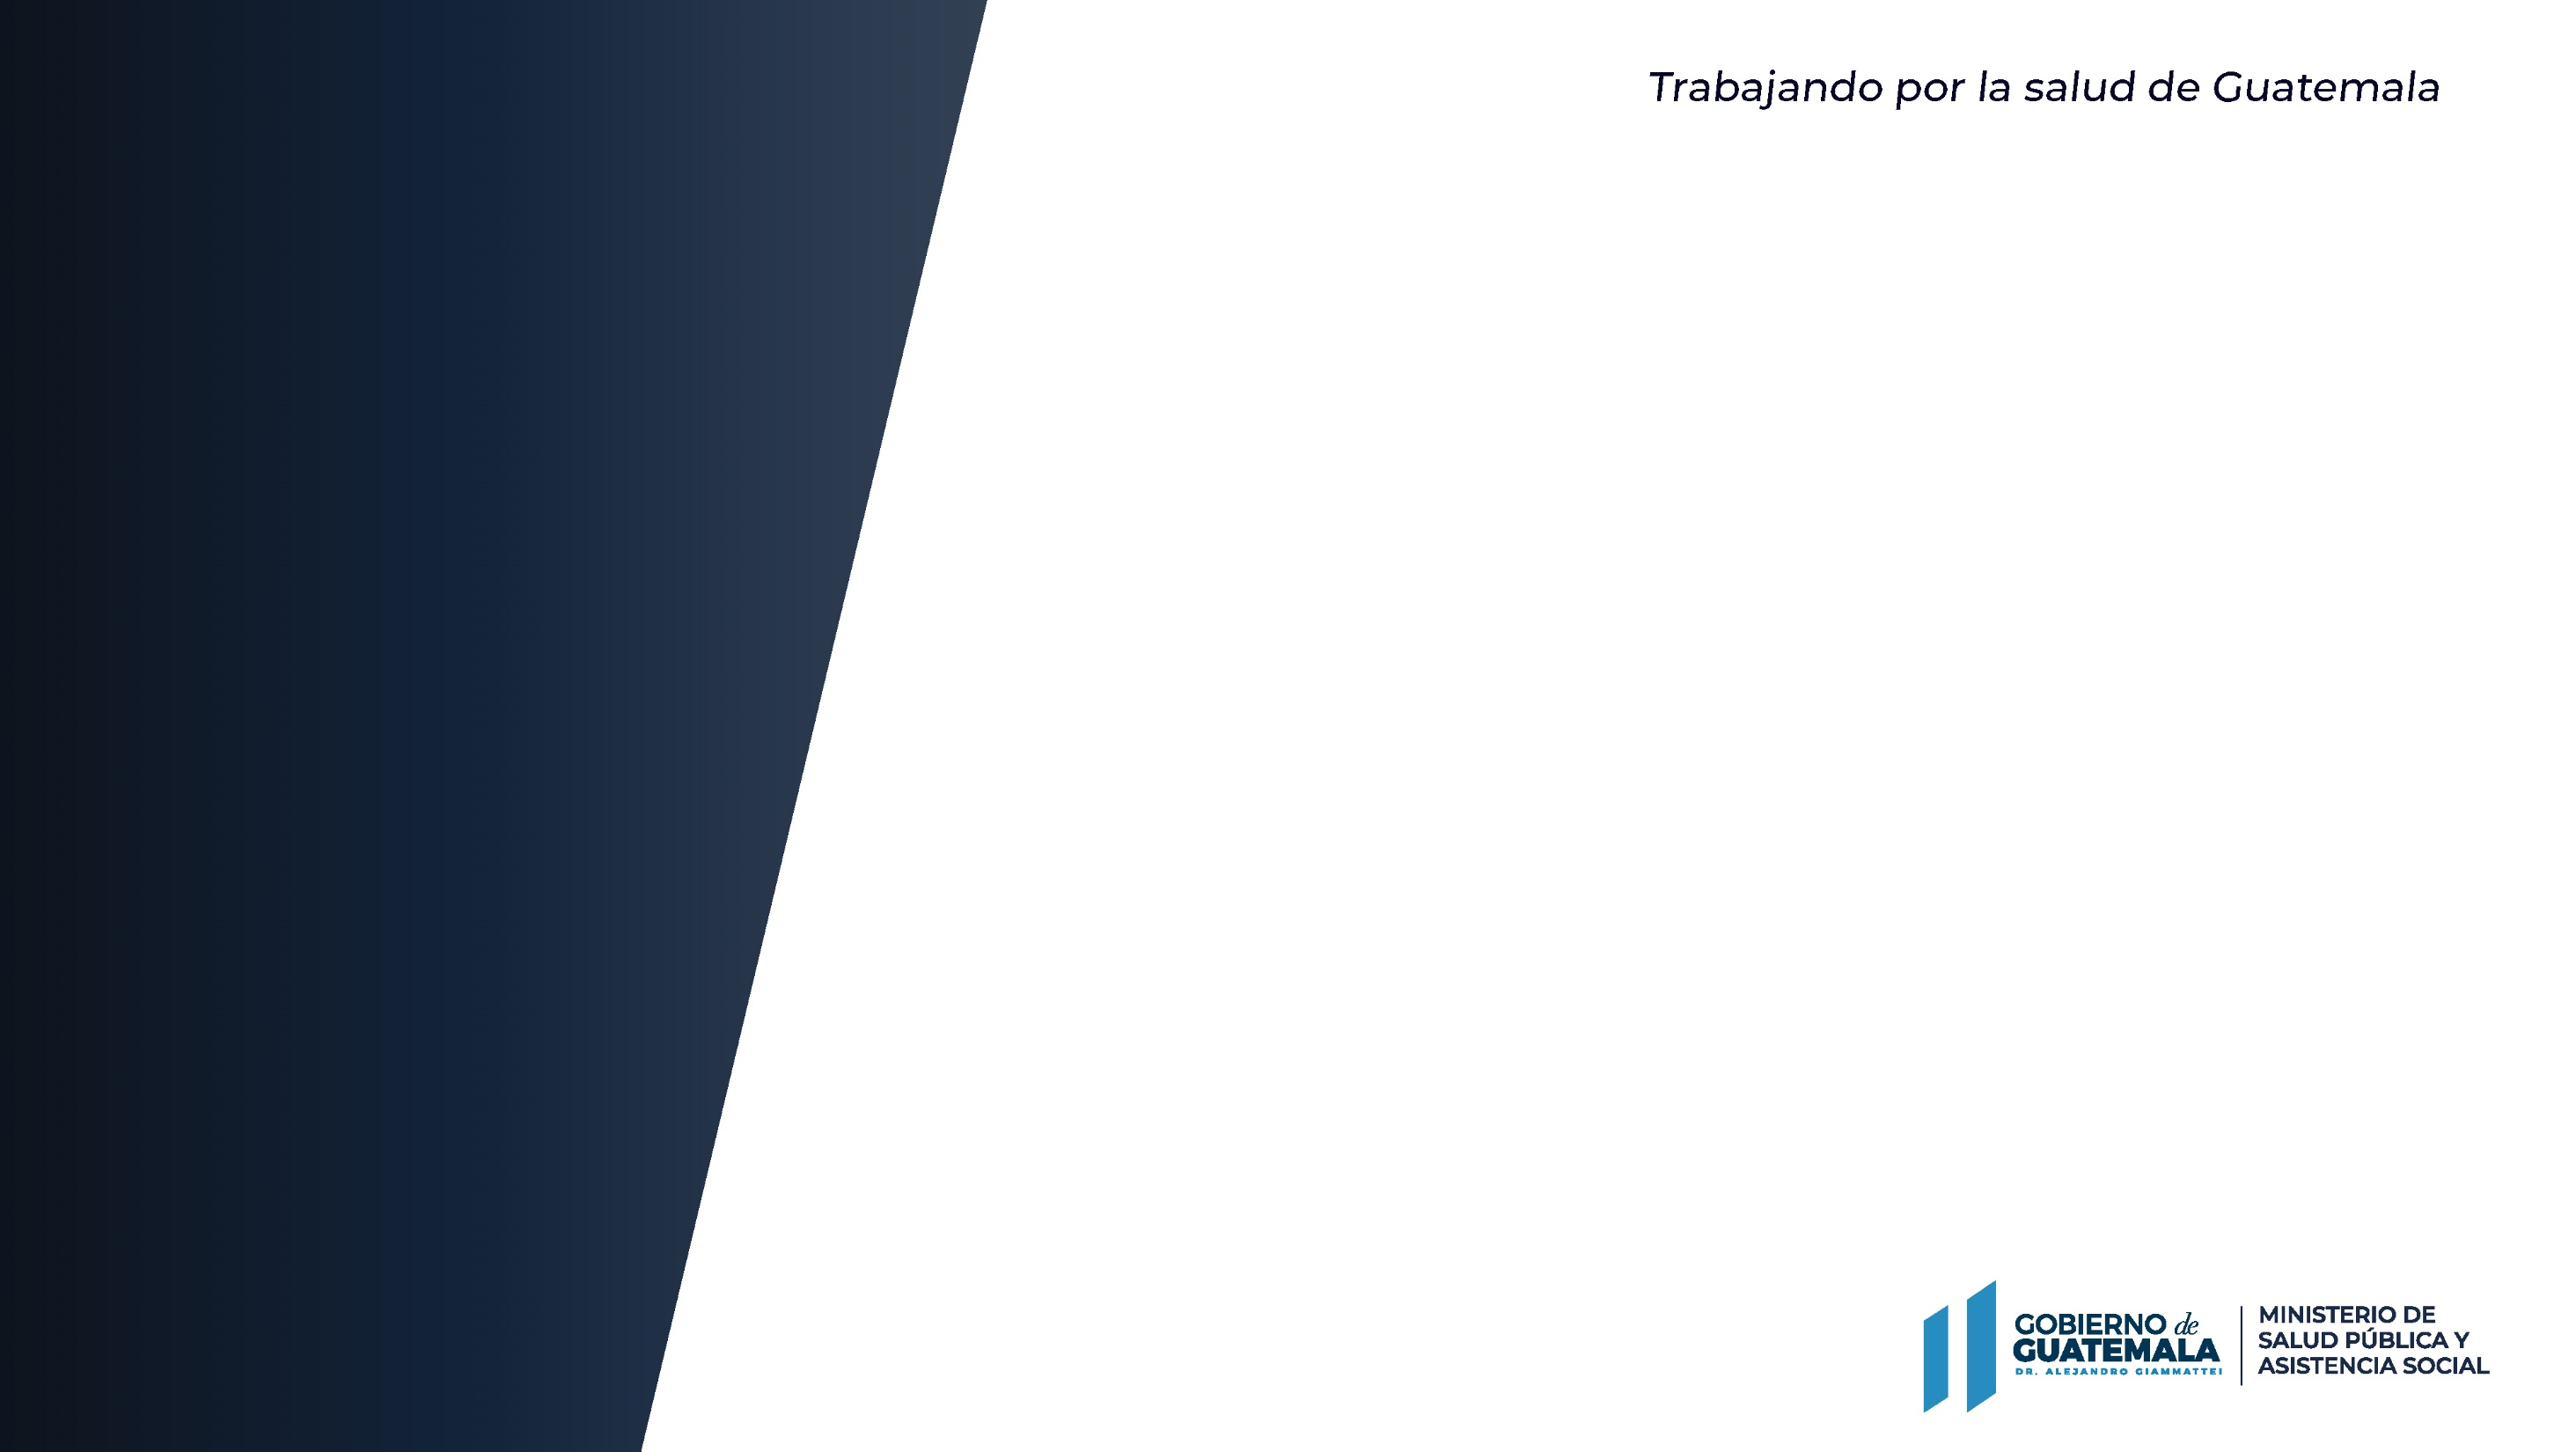 Trabajando por la salud de Guatemala
GOBIERNO de
GUATEMALA
DR. ALEJANDRO GIAMMATTEI
MINISTERIO DE
SALUD PÚBLICA Y
ASISTENCIA SOCIAL